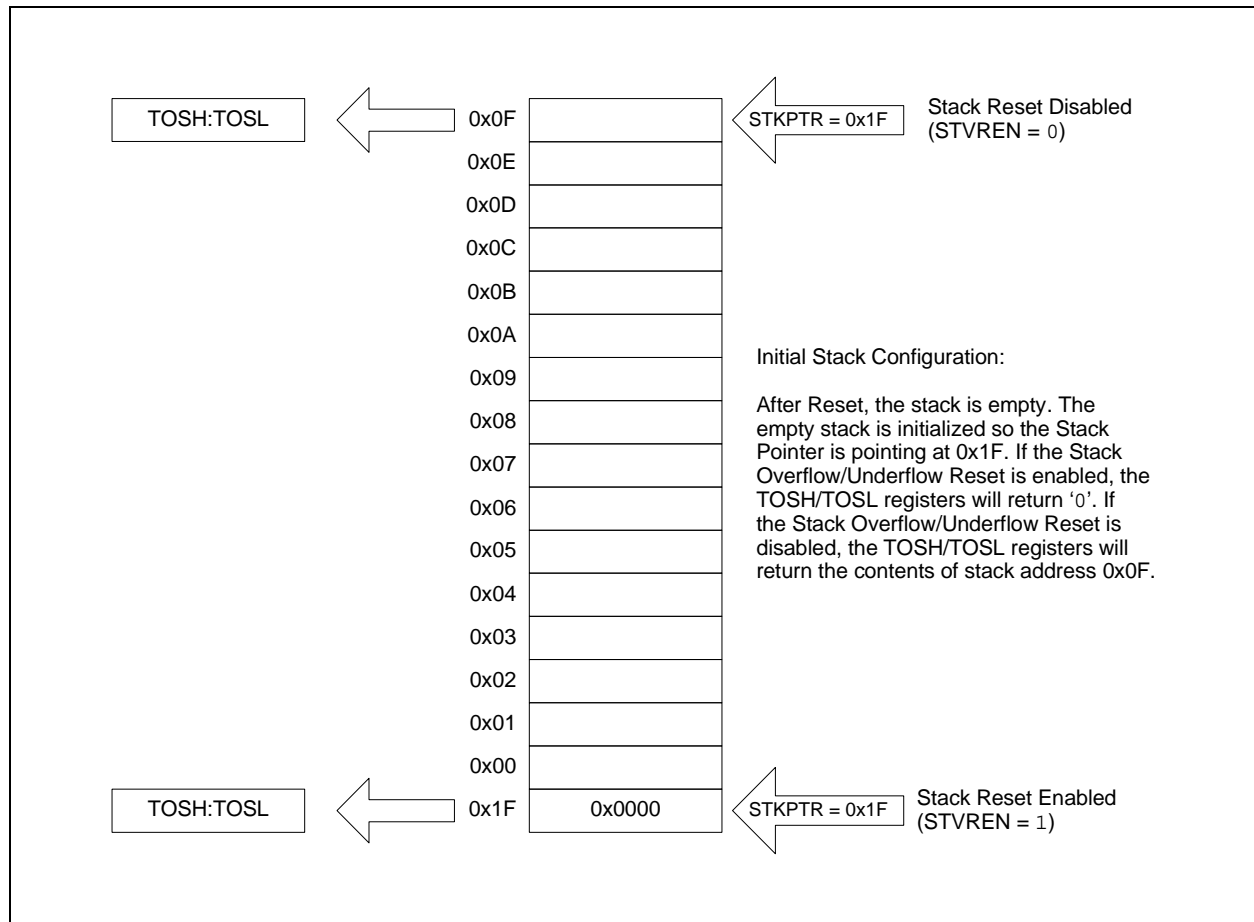 TOSH:TOSL
0x0F
STKPTR = 0x1F
Stack Reset Disabled
(STVREN = 0)
0x0E
0x0D
0x0C
0x0B
0x0A
0x09
0x08
0x07
0x06
0x05
0x04
0x03
0x02
0x01
0x00
Initial Stack Configuration:
After Reset, the stack is empty. The
empty stack is initialized so the Stack
Pointer is pointing at 0x1F. If the Stack
Overflow/Underflow Reset is enabled, the
TOSH/TOSL registers will return ‘0’. If
the Stack Overflow/Underflow Reset is
disabled, the TOSH/TOSL registers will
return the contents of stack address 0x0F.
TOSH:TOSL
0x1F
0x0000
STKPTR = 0x1F
Stack Reset Enabled
(STVREN = 1)